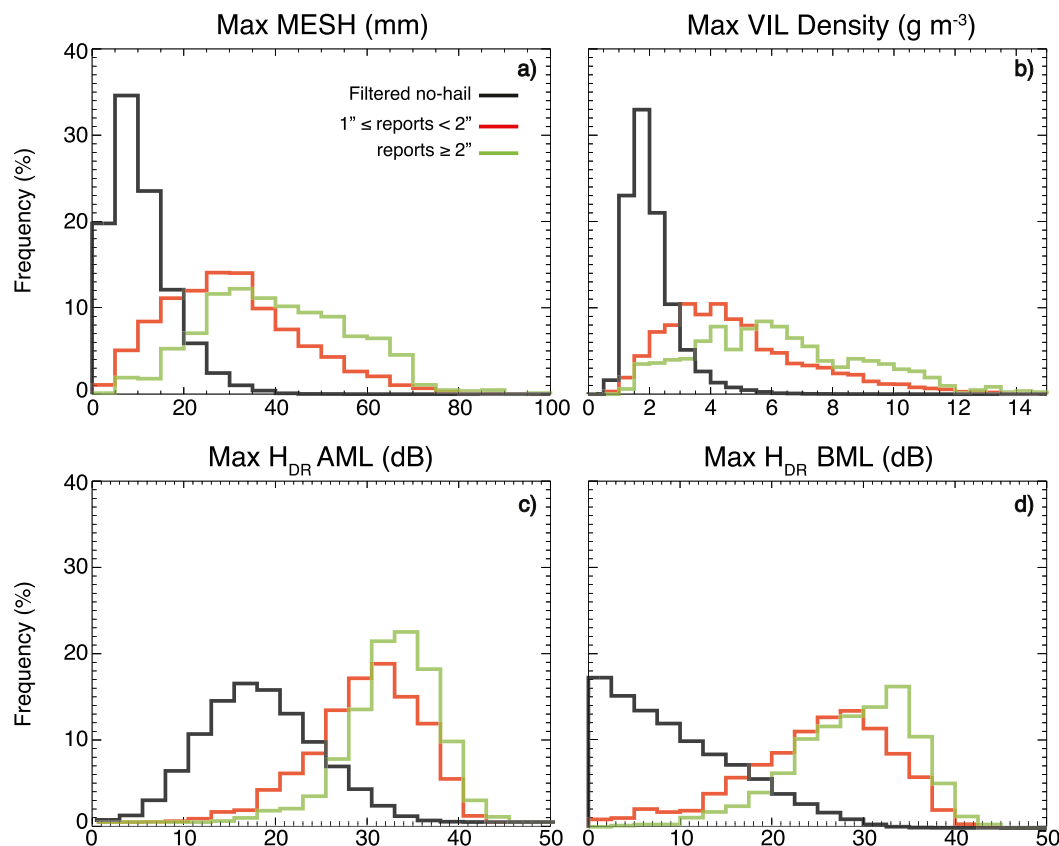 Max MESH (mm)
Max VIL Density (g m⁻³)
a)
b)
Filtered no-hail
1” ≤ reports < 2”
reports ≥ 2”
Frequency (%)
40
30
20
10
0
0 20 40 60 80 100
0 2 4 6 8 10 12 14
Max H_DR AML (dB)
Max H_DR BML (dB)
c)
d)
Frequency (%)
40
30
20
10
0
0 10 20 30 40 50
0 10 20 30 40 50